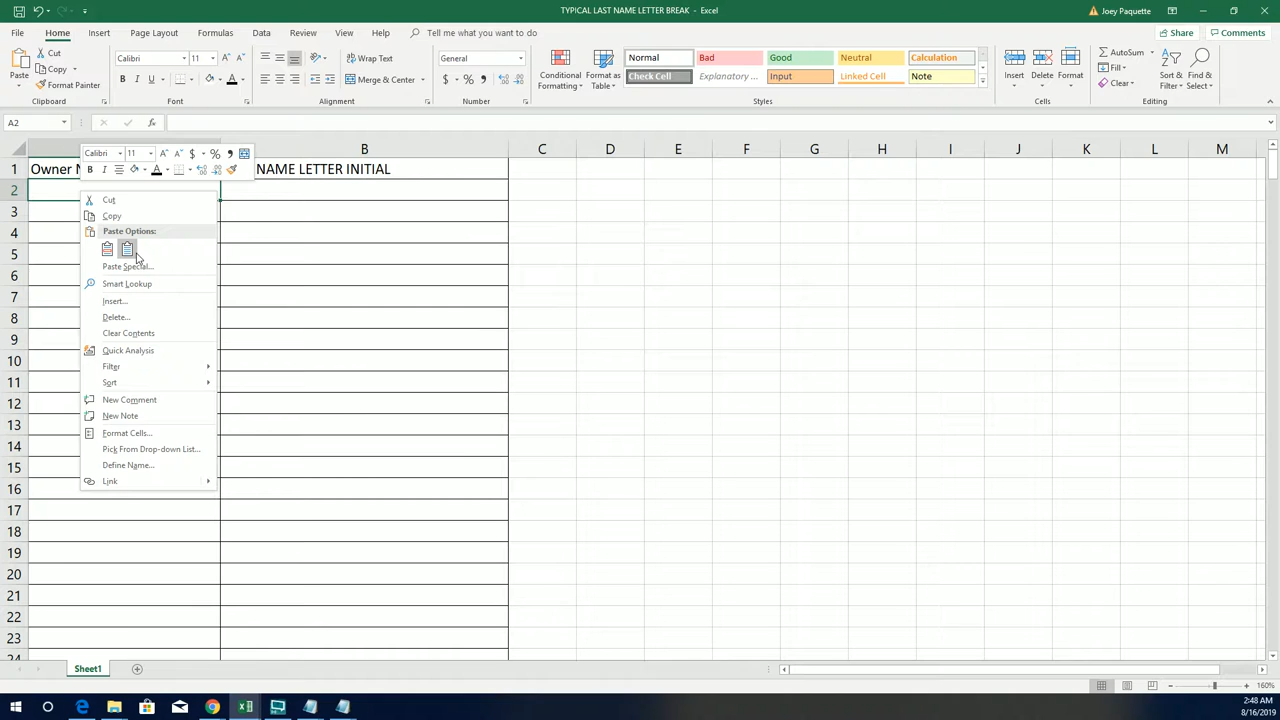 TYPICAL LAST NAME LETTER BREAK - Excel
Joey Paquette
File Home Insert Page Layout Formulas Data Review View Help Tell me what you want to do
Share Comments
Paste
Cut
Copy
Format Painter
Clipboard
Calibri 11
B I U
Font
Wrap Text
Merge & Center
Alignment
General
$ % ,
Number
Conditional Formatting
Format as Table
Normal Bad Good Neutral Calculation
Check Cell Explanatory ... Input Linked Cell Note
Styles
Insert Delete Format
Cells
AutoSum
Fill
Clear
Sort & Filter
Find & Select
Editing
A2
fx
Calibri 11 $ % ,
B I A
B C D E F G H I J K L M
1 Owner NAME LETTER INITIAL
2
3
4
5
6
7
8
9
10
11
12
13
14
15
16
17
18
19
20
21
22
23
24
Cut
Copy
Paste Options:
Paste Special...
Smart Lookup
Insert...
Delete...
Clear Contents
Quick Analysis
Filter
Sort
New Comment
New Note
Format Cells...
Pick From Drop-down List...
Define Name...
Link
Sheet1
160%
2:48 AM
8/16/2019